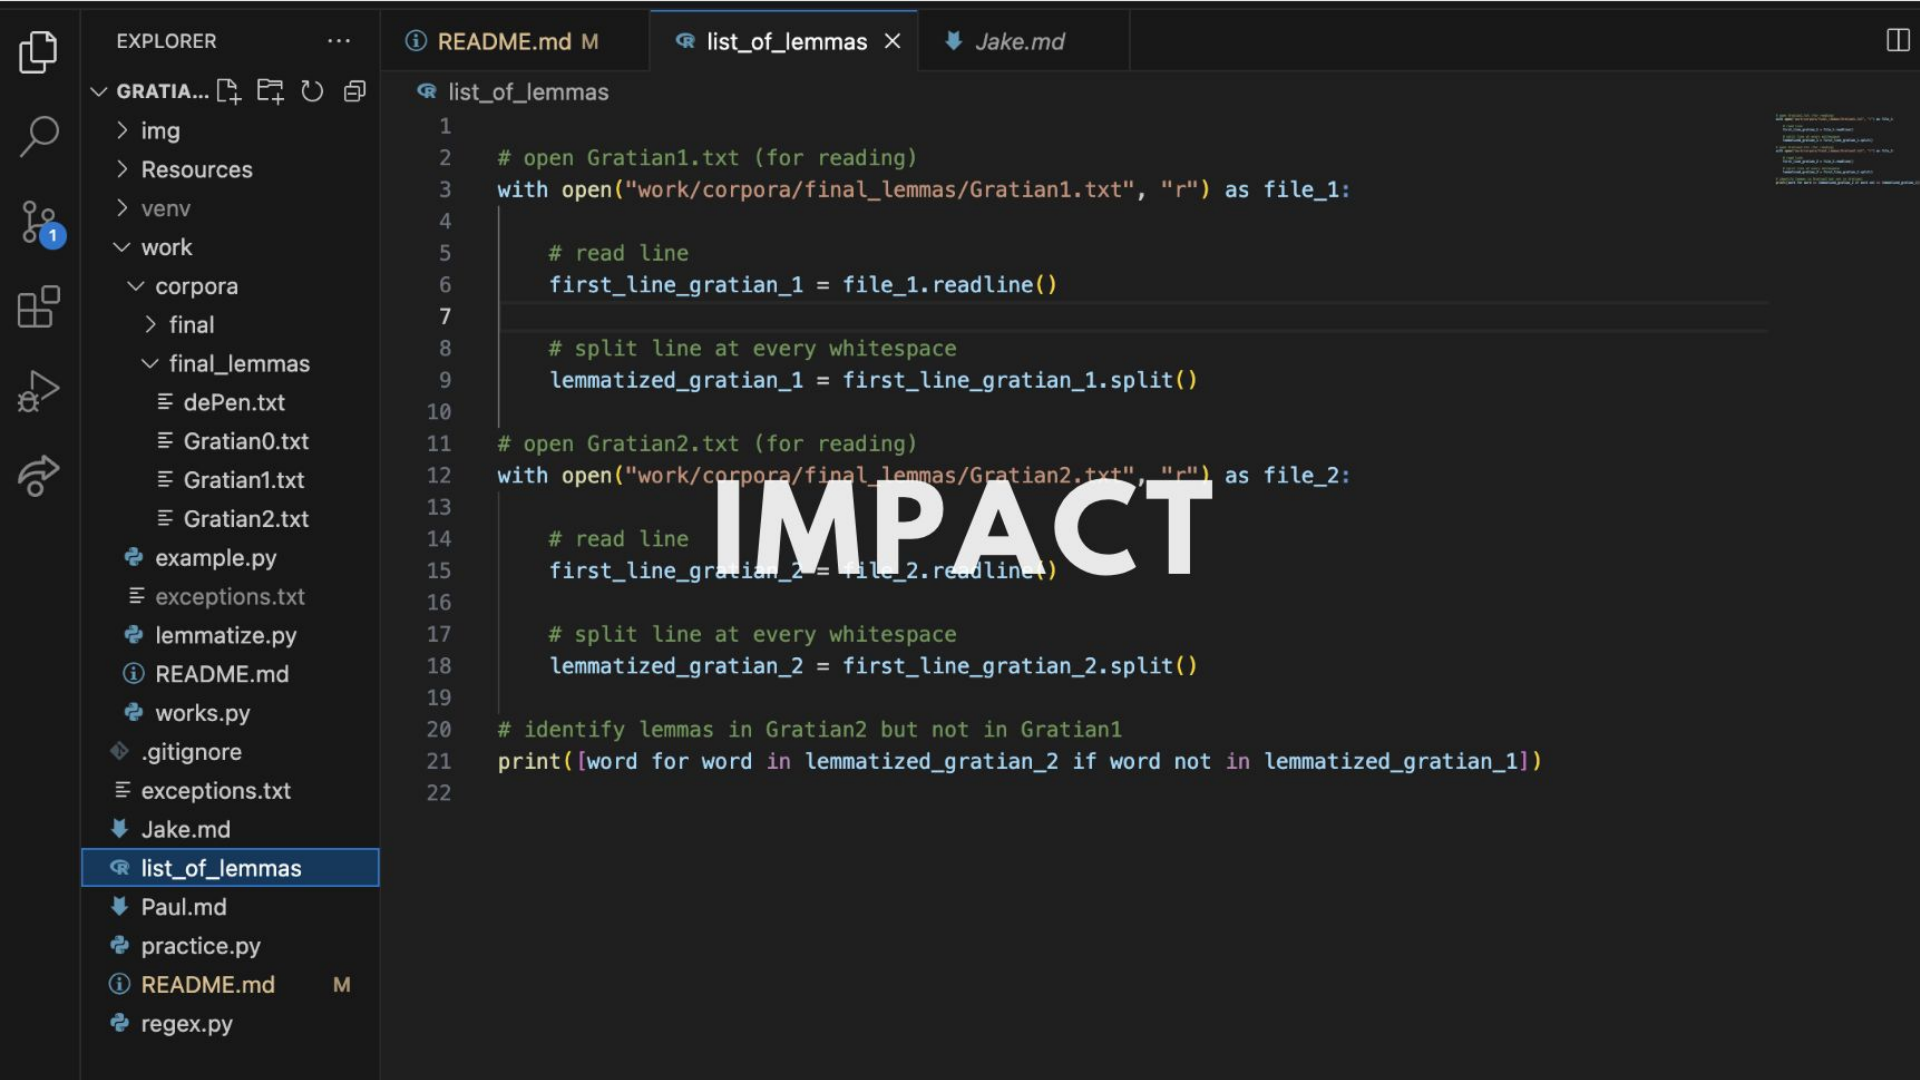 EXPLORER
README.md M
list_of_lemmas
Jake.md
GRATIA...
list_of_lemmas
img
Resources
venv
work
corpora
final
final_lemmas
dePen.txt
Gratian0.txt
Gratian1.txt
Gratian2.txt
example.py
exceptions.txt
lemmatize.py
README.md
works.py
.gitignore
exceptions.txt
Jake.md
list_of_lemmas
Paul.md
practice.py
README.md M
regex.py
1
1
2 # open Gratian1.txt (for reading)
3 with open("work/corpora/final_lemmas/Gratian1.txt", "r") as file_1:
4
5 # read line
6 first_line_gratian_1 = file_1.readline()
7
8 # split line at every whitespace
9 lemmatized_gratian_1 = first_line_gratian_1.split()
10
11 # open Gratian2.txt (for reading)
12 with open("work/corpora/final_lemmas/Gratian2.txt", "r") as file_2:
13
14 # read line
15 first_line_gratian_2 = file_2.readline()
16
17 # split line at every whitespace
18 lemmatized_gratian_2 = first_line_gratian_2.split()
19
20 # identify lemmas in Gratian2 but not in Gratian1
21 print([word for word in lemmatized_gratian_2 if word not in lemmatized_gratian_1])
22
IMPACT